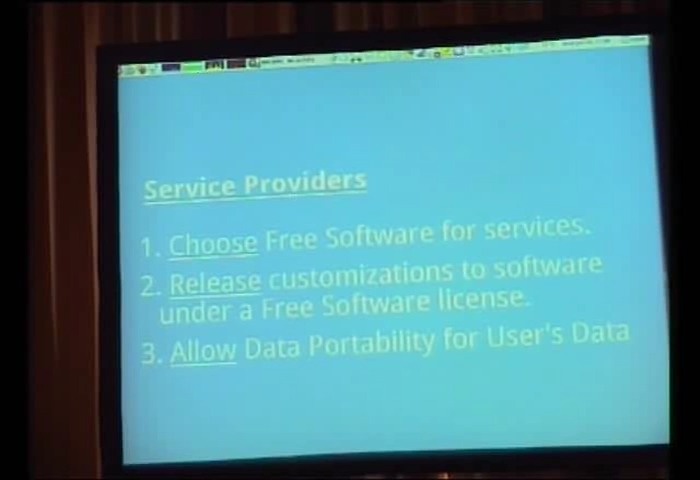 Service Providers
1. Choose Free Software for services.
2. Release customizations to software
under a Free Software license.
3. Allow Data Portability for User's Data